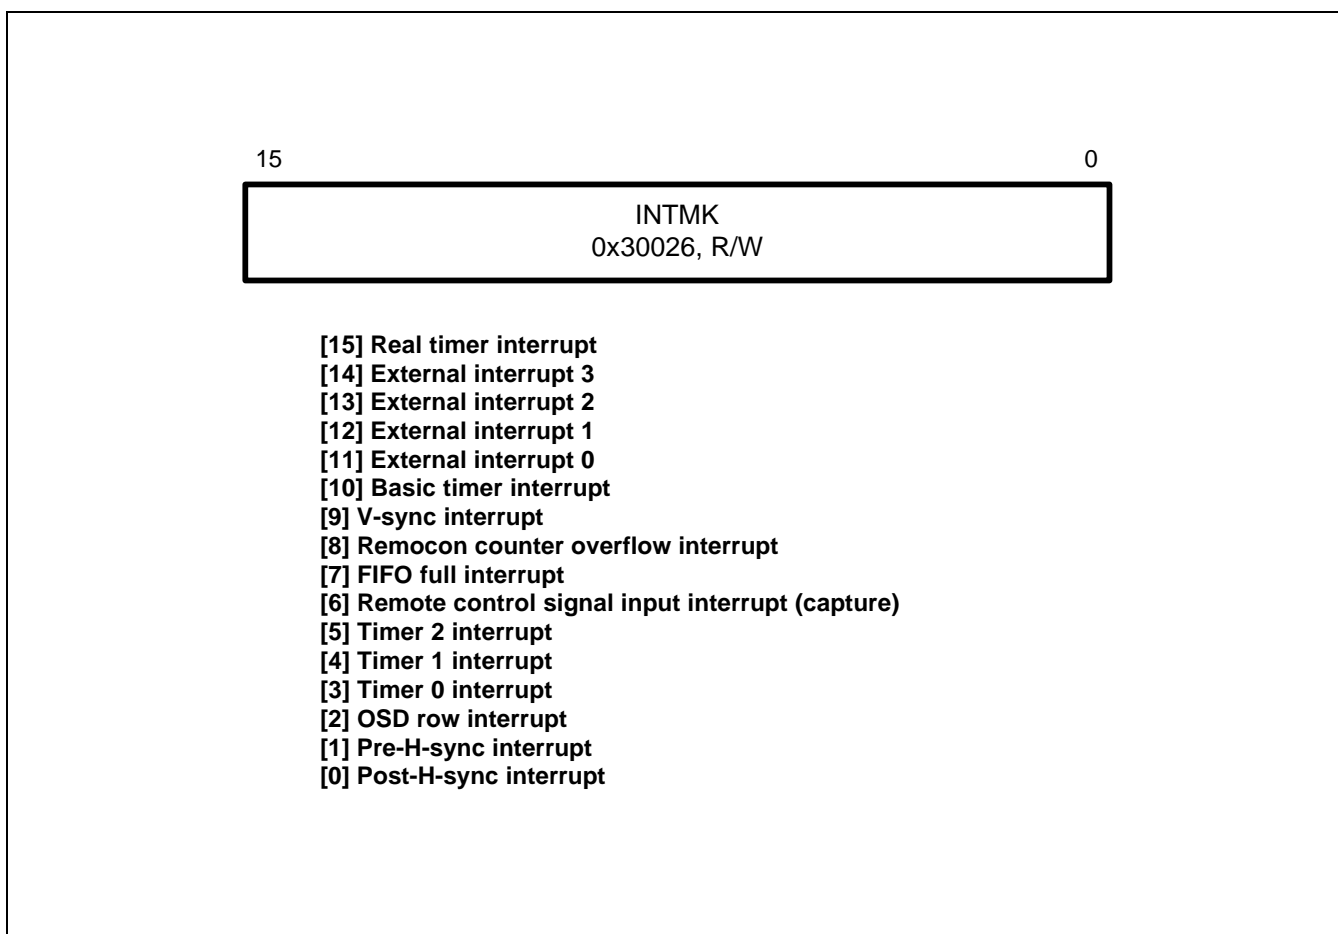 15 0
INTMK
0x30026, R/W
[15] Real timer interrupt
[14] External interrupt 3
[13] External interrupt 2
[12] External interrupt 1
[11] External interrupt 0
[10] Basic timer interrupt
[9] V-sync interrupt
[8] Remocon counter overflow interrupt
[7] FIFO full interrupt
[6] Remote control signal input interrupt (capture)
[5] Timer 2 interrupt
[4] Timer 1 interrupt
[3] Timer 0 interrupt
[2] OSD row interrupt
[1] Pre-H-sync interrupt
[0] Post-H-sync interrupt